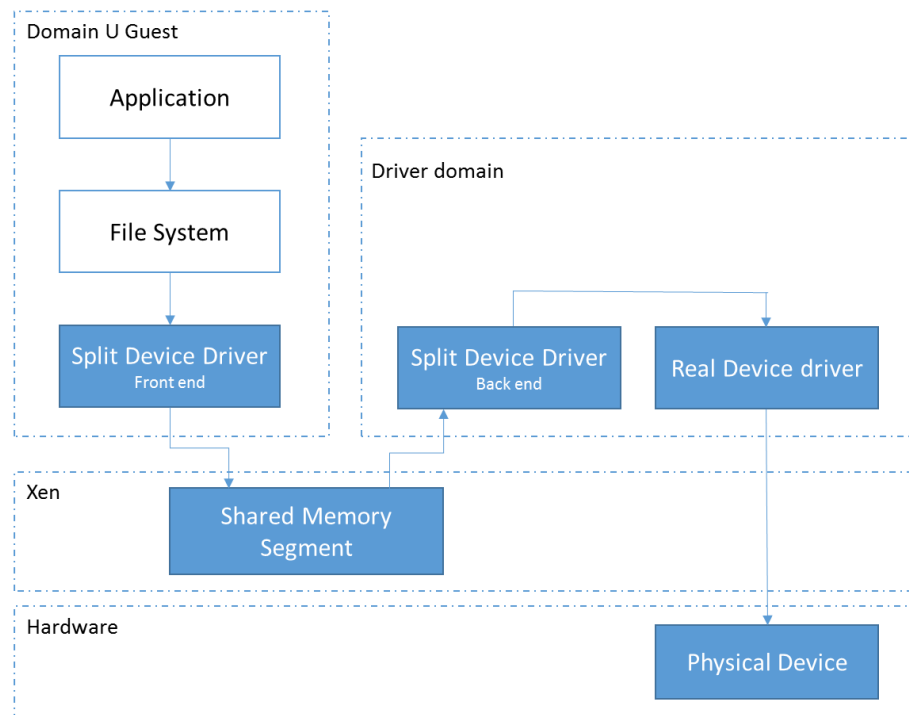 Domain U Guest
Application
File System
Split Device Driver
Front end
Driver domain
Split Device Driver
Back end
Real Device driver
Xen
Shared Memory
Segment
Hardware
Physical Device